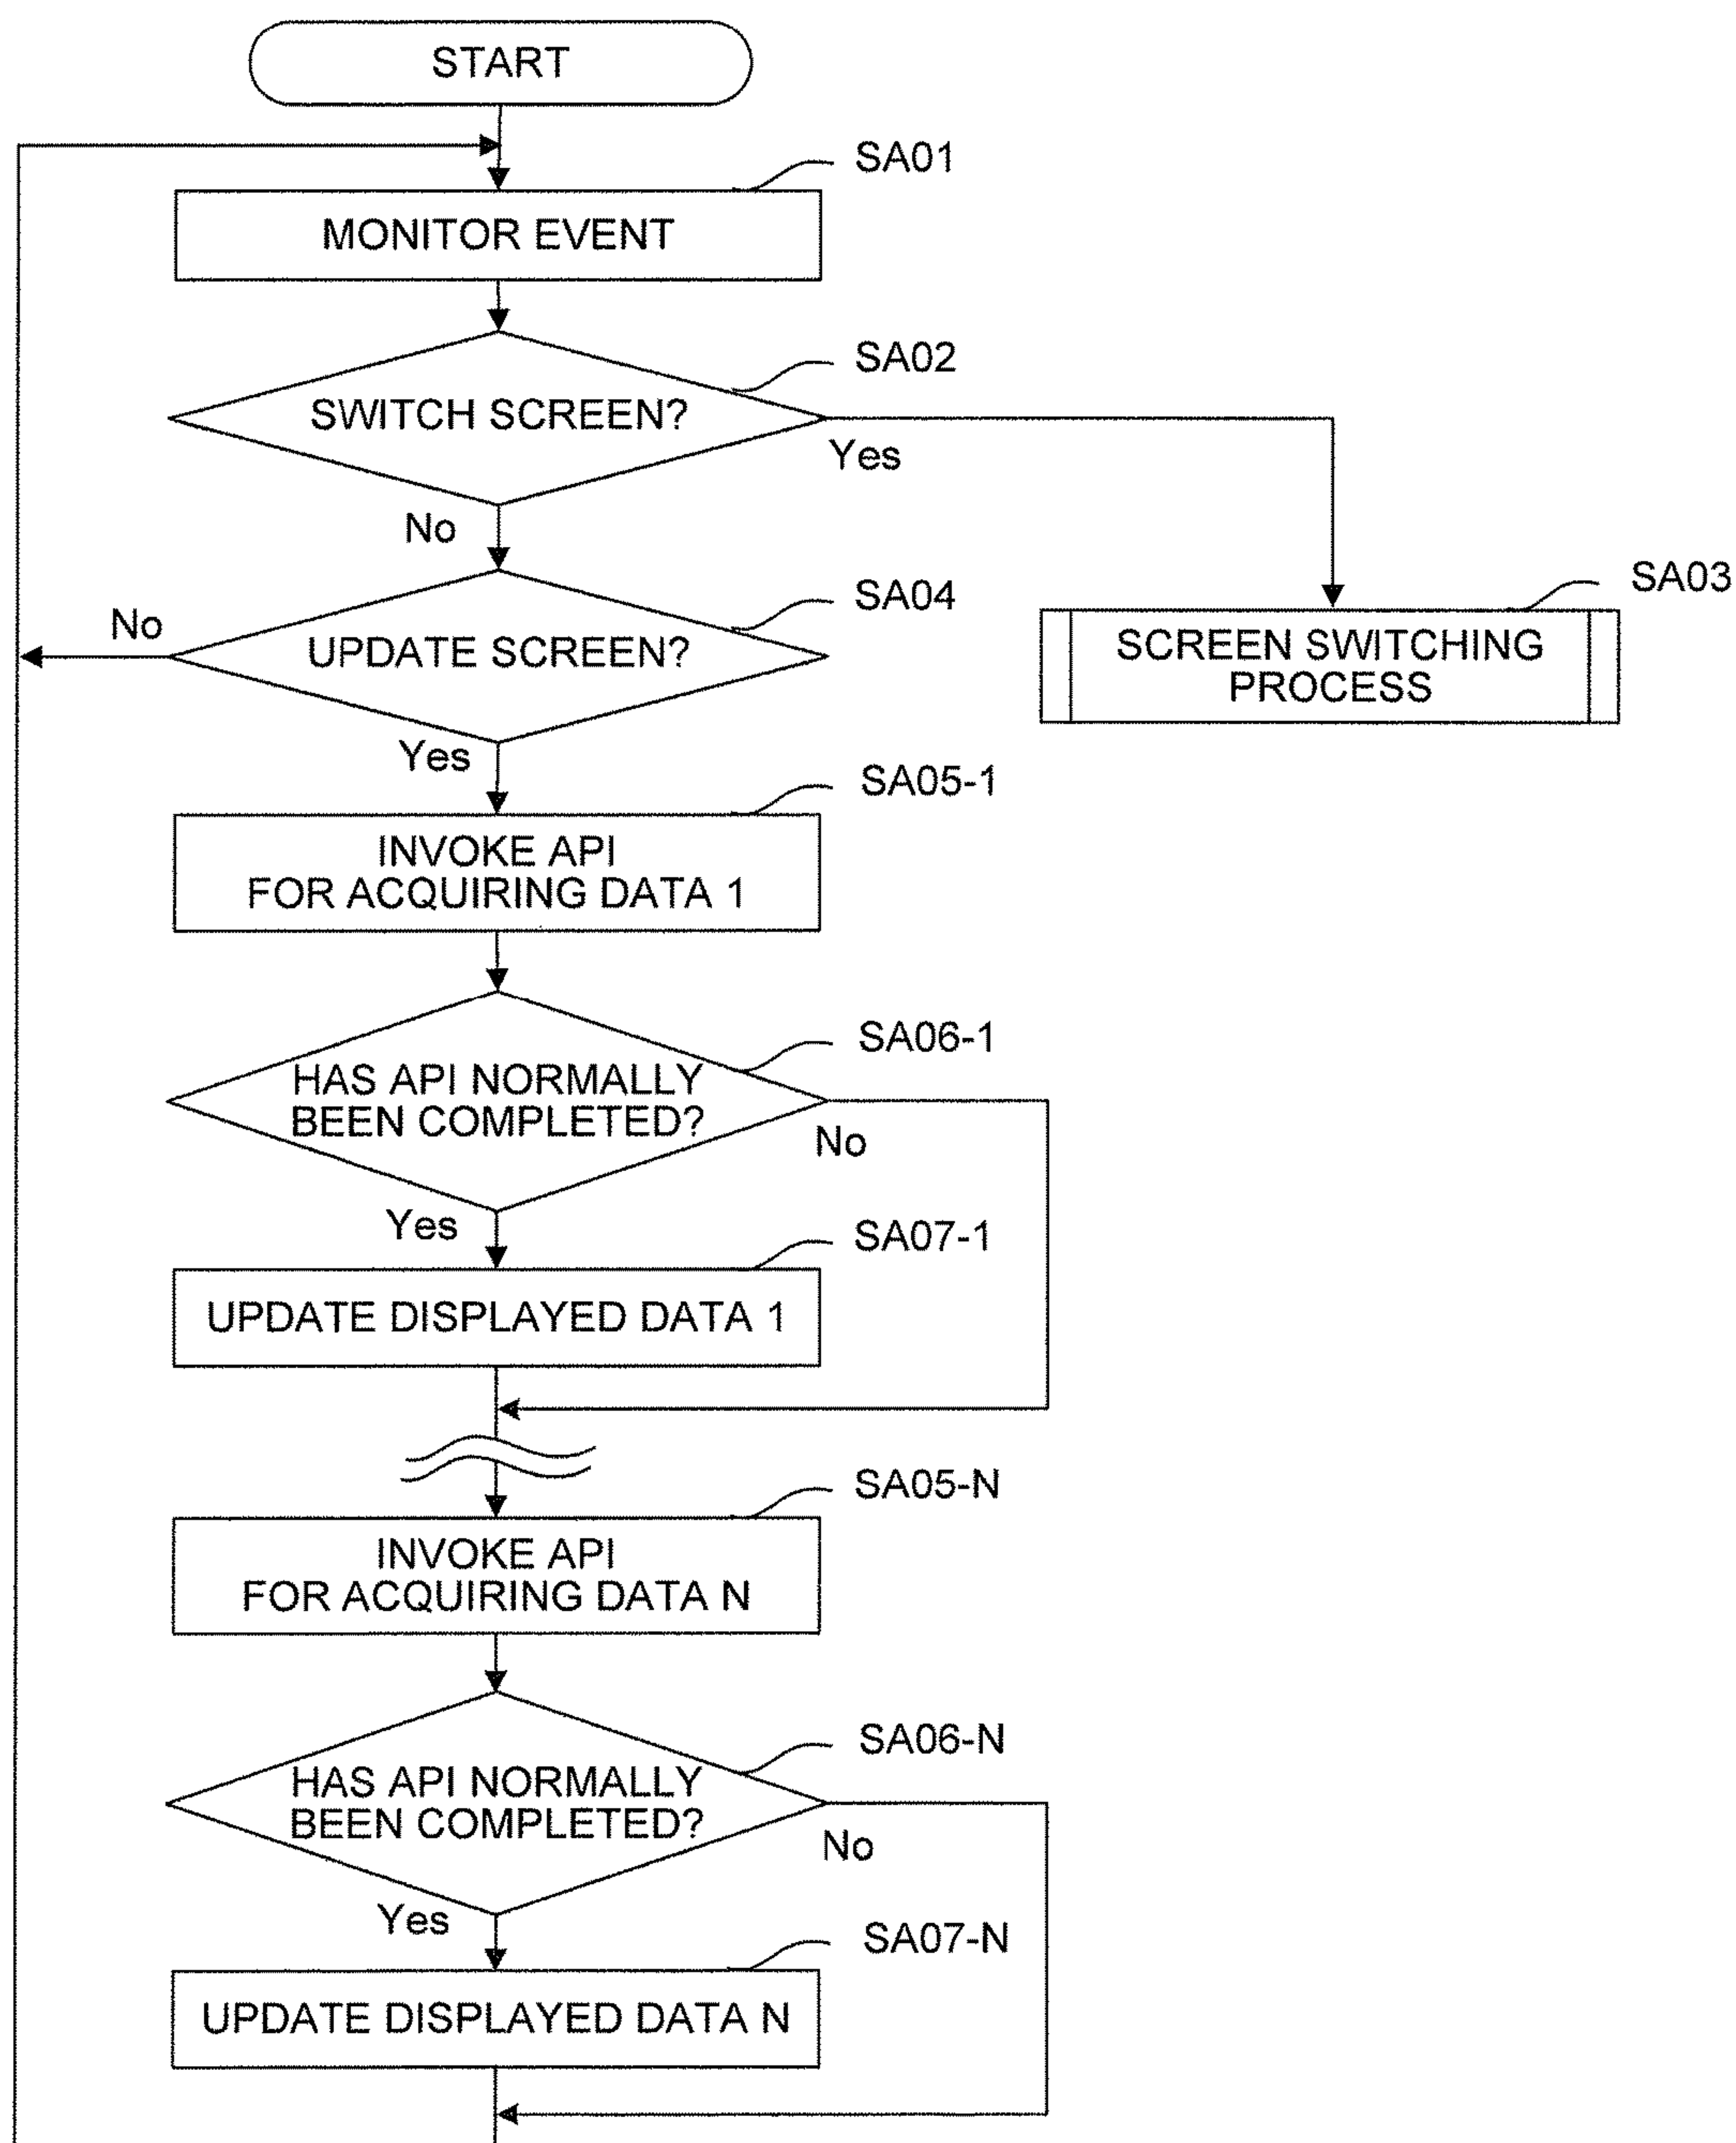 START
SA01
MONITOR EVENT
SA02
SWITCH SCREEN?
Yes
No
SA03
SA04
No
UPDATE SCREEN?
SCREEN SWITCHING
PROCESS
Yes
SA05-1
INVOKE API
FOR ACQUIRING DATA 1
SA06-1
HAS API NORMALLY
BEEN COMPLETED?
No
Yes
SA07-1
UPDATE DISPLAYED DATA 1
SA05-N
INVOKE API
FOR ACQUIRING DATA N
SA06-N
HAS API NORMALLY
BEEN COMPLETED?
No
Yes
SA07-N
UPDATE DISPLAYED DATA N